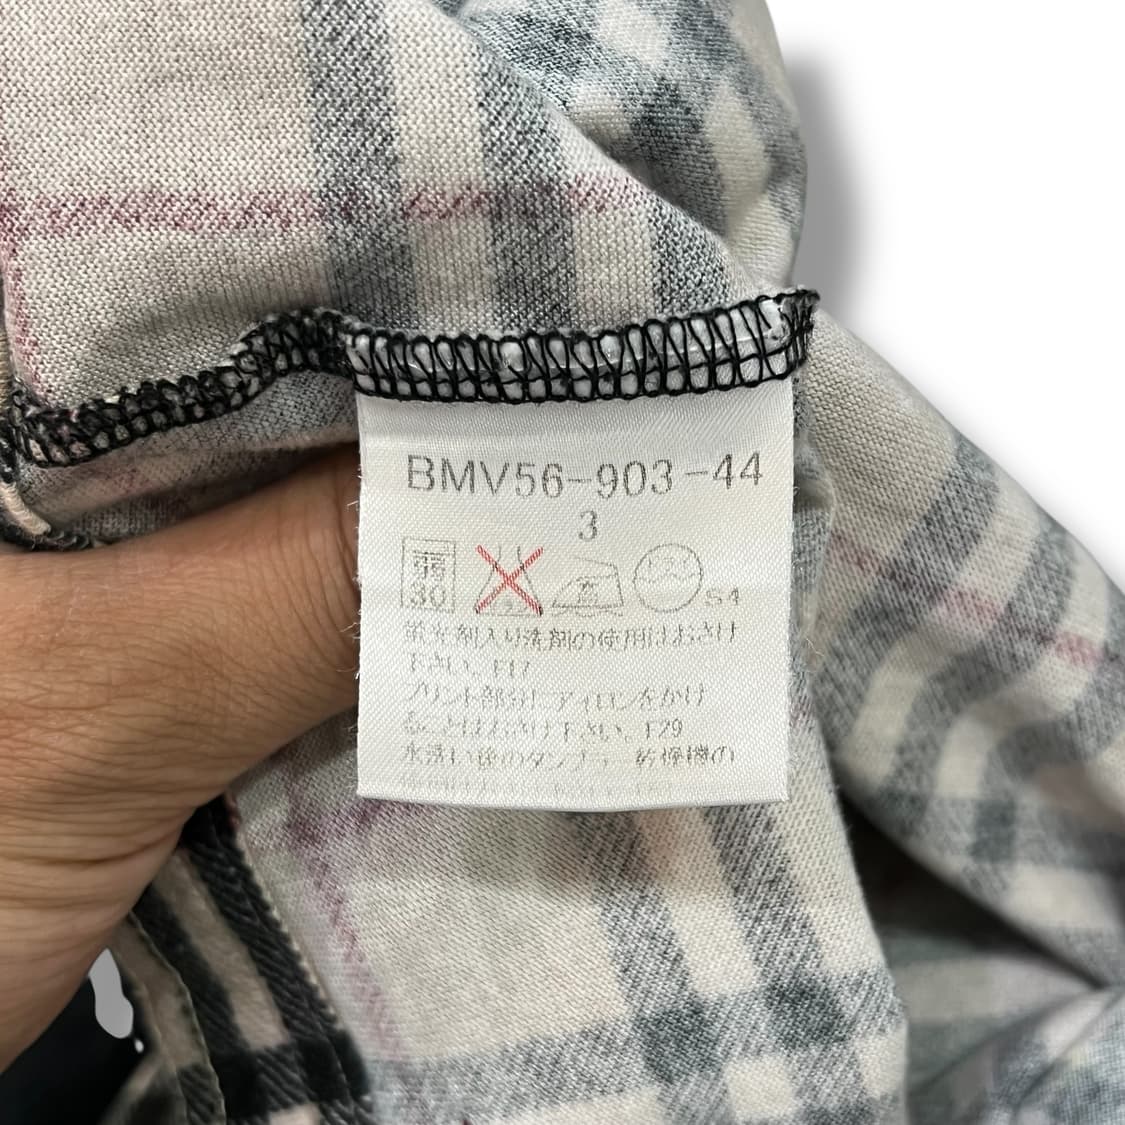 BMV56-903-44
3
弱
30
S4
蛍光剤入り洗剤の使用はおさけ
下さい、F17
プリント部分にアイロンをかけ
ることはおさけ下さい、F29
水洗い後のタンブラー乾燥機の